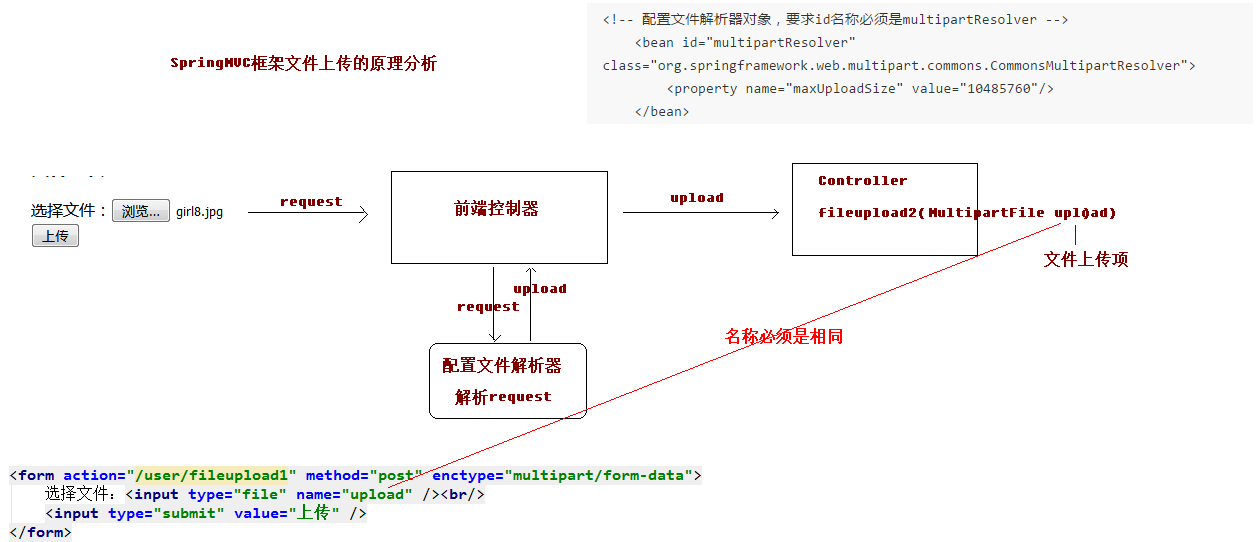 <!-- 配置文件解析器对象，要求id名称必须是multipartResolver -->
<bean id="multipartResolver"
class="org.springframework.web.multipart.commons.CommonsMultipartResolver">
<property name="maxUploadSize" value="10485760"/>
</bean>
SpringMVC框架文件上传的原理分析
选择文件：浏览... girl8.jpg
上传
request
前端控制器
upload
Controller
fileupload2(MultipartFile upload)
文件上传项
upload
request
名称必须是相同
配置文件解析器
解析request
<form action="/user/fileupload1" method="post" enctype="multipart/form-data">
选择文件：<input type="file" name="upload" /><br/>
<input type="submit" value="上传" />
</form>